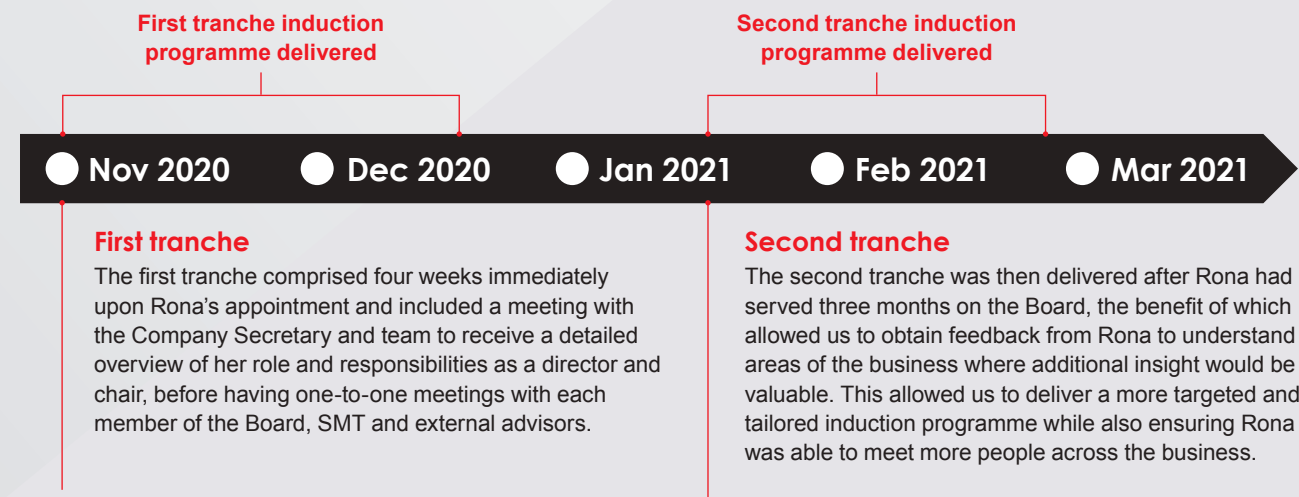 First tranche induction
programme delivered
Second tranche induction
programme delivered
Nov 2020
Dec 2020
Jan 2021
Feb 2021
Mar 2021
First tranche
The first tranche comprised four weeks immediately
upon Rona’s appointment and included a meeting with
the Company Secretary and team to receive a detailed
overview of her role and responsibilities as a director and
chair, before having one-to-one meetings with each
member of the Board, SMT and external advisors.
Second tranche
The second tranche was then delivered after Rona had
served three months on the Board, the benefit of which
allowed us to obtain feedback from Rona to understand
areas of the business where additional insight would be
valuable. This allowed us to deliver a more targeted and
tailored induction programme while also ensuring Rona
was able to meet more people across the business.